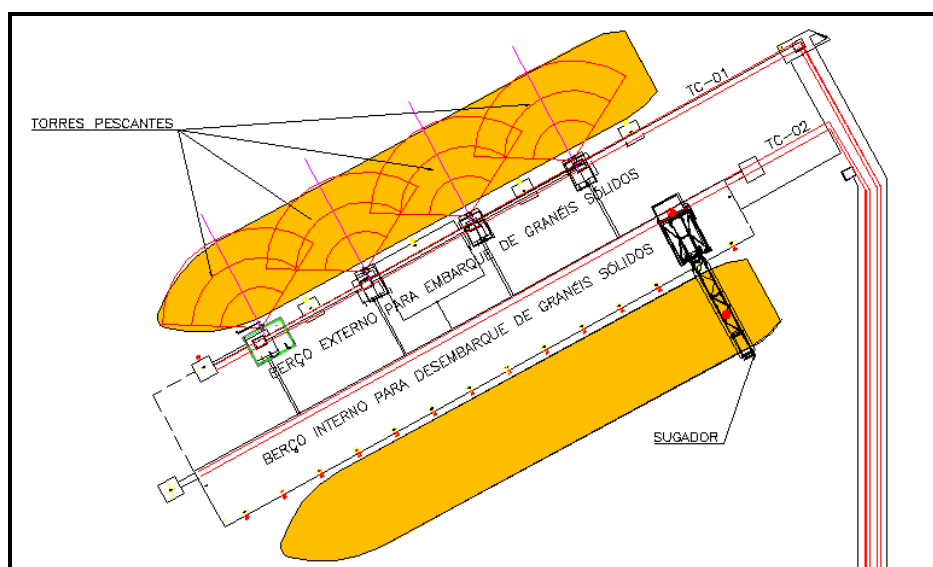 TORRES PESCANTES
TC-01
TC-02
BERÇO EXTERNO PARA EMBARQUE DE GRANÉIS SÓLIDOS
BERÇO INTERNO PARA DESEMBARQUE DE GRANÉIS SÓLIDOS
SUGADOR